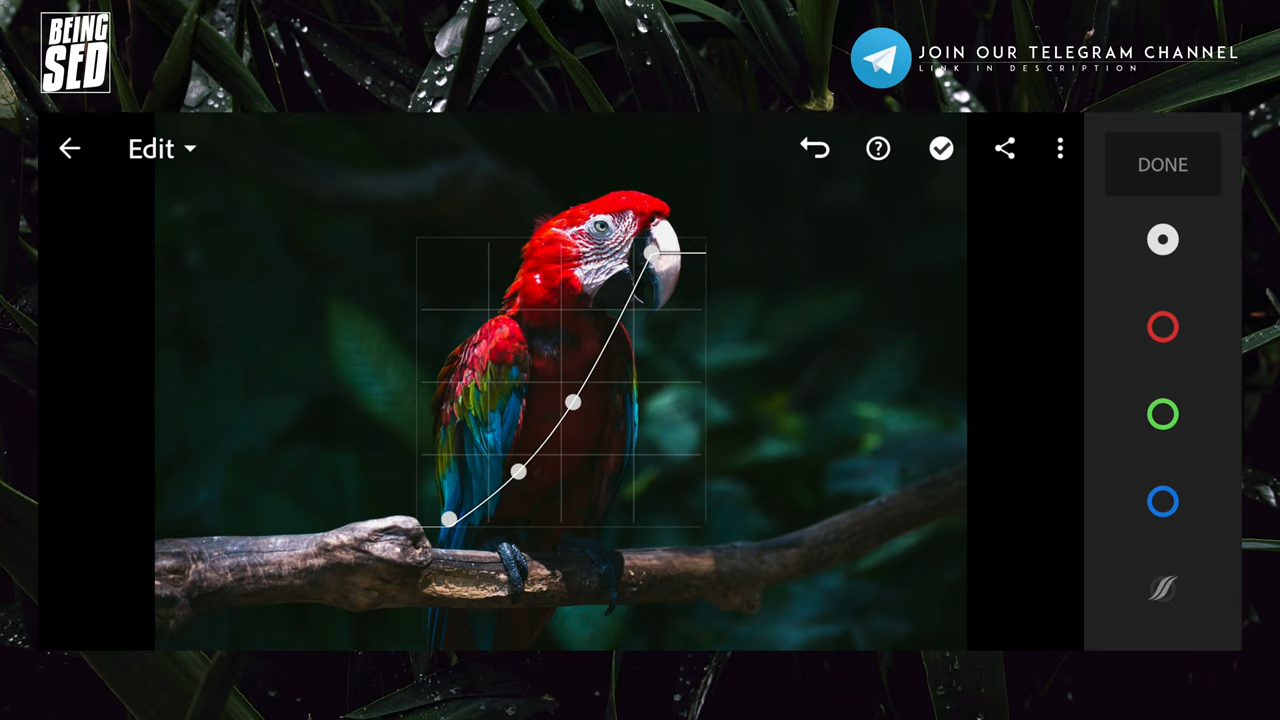 BEING
SED
JOIN OUR TELEGRAM CHANNEL
LINK IN DESCRIPTION
Edit
DONE